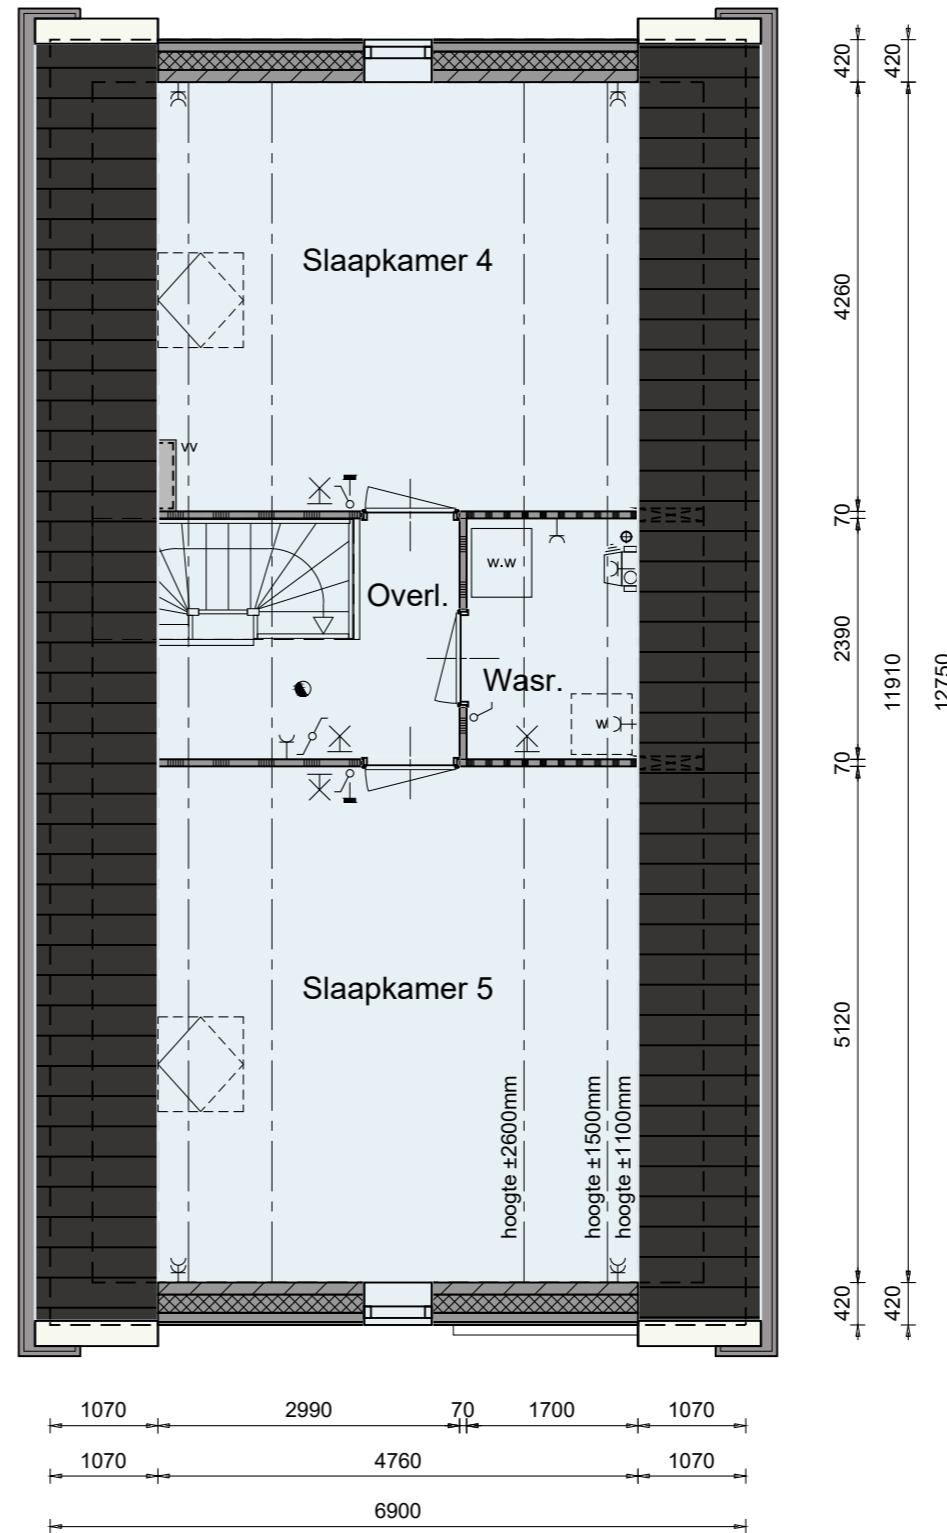 420
420
Slaapkamer 4
4260
vv
70
w.w
Overl.
2390
Wasr.
11910
12750
w
70
Slaapkamer 5
5120
hoogte ±2600mm
hoogte ±1500mm
hoogte ±1100mm
420
420
1070 2990 70 1700 1070
1070 4760 1070
6900